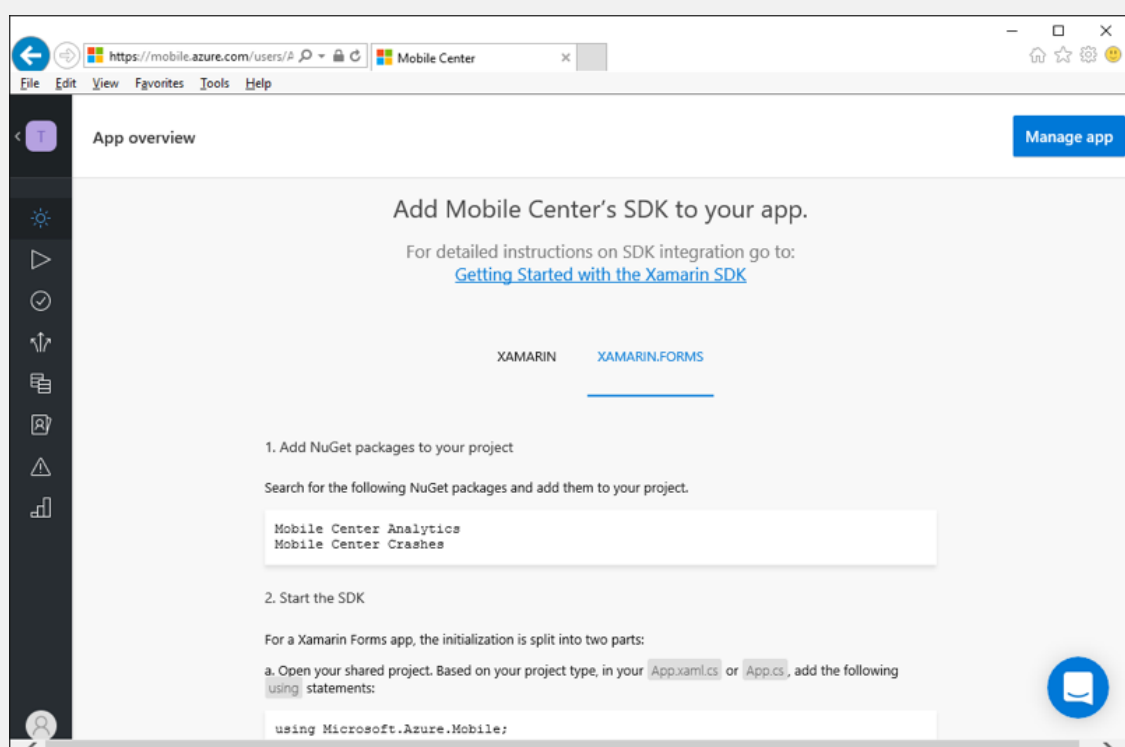 https://mobile.azure.com/users/A
Mobile Center
File Edit View Favorites Tools Help
T
App overview
Manage app
Add Mobile Center's SDK to your app.
For detailed instructions on SDK integration go to:
Getting Started with the Xamarin SDK
XAMARIN XAMARIN.FORMS
1. Add NuGet packages to your project
Search for the following NuGet packages and add them to your project.
Mobile Center Analytics
Mobile Center Crashes
2. Start the SDK
For a Xamarin Forms app, the initialization is split into two parts:
a. Open your shared project. Based on your project type, in your App.xaml.cs or App.cs, add the following
using statements:
using Microsoft.Azure.Mobile;